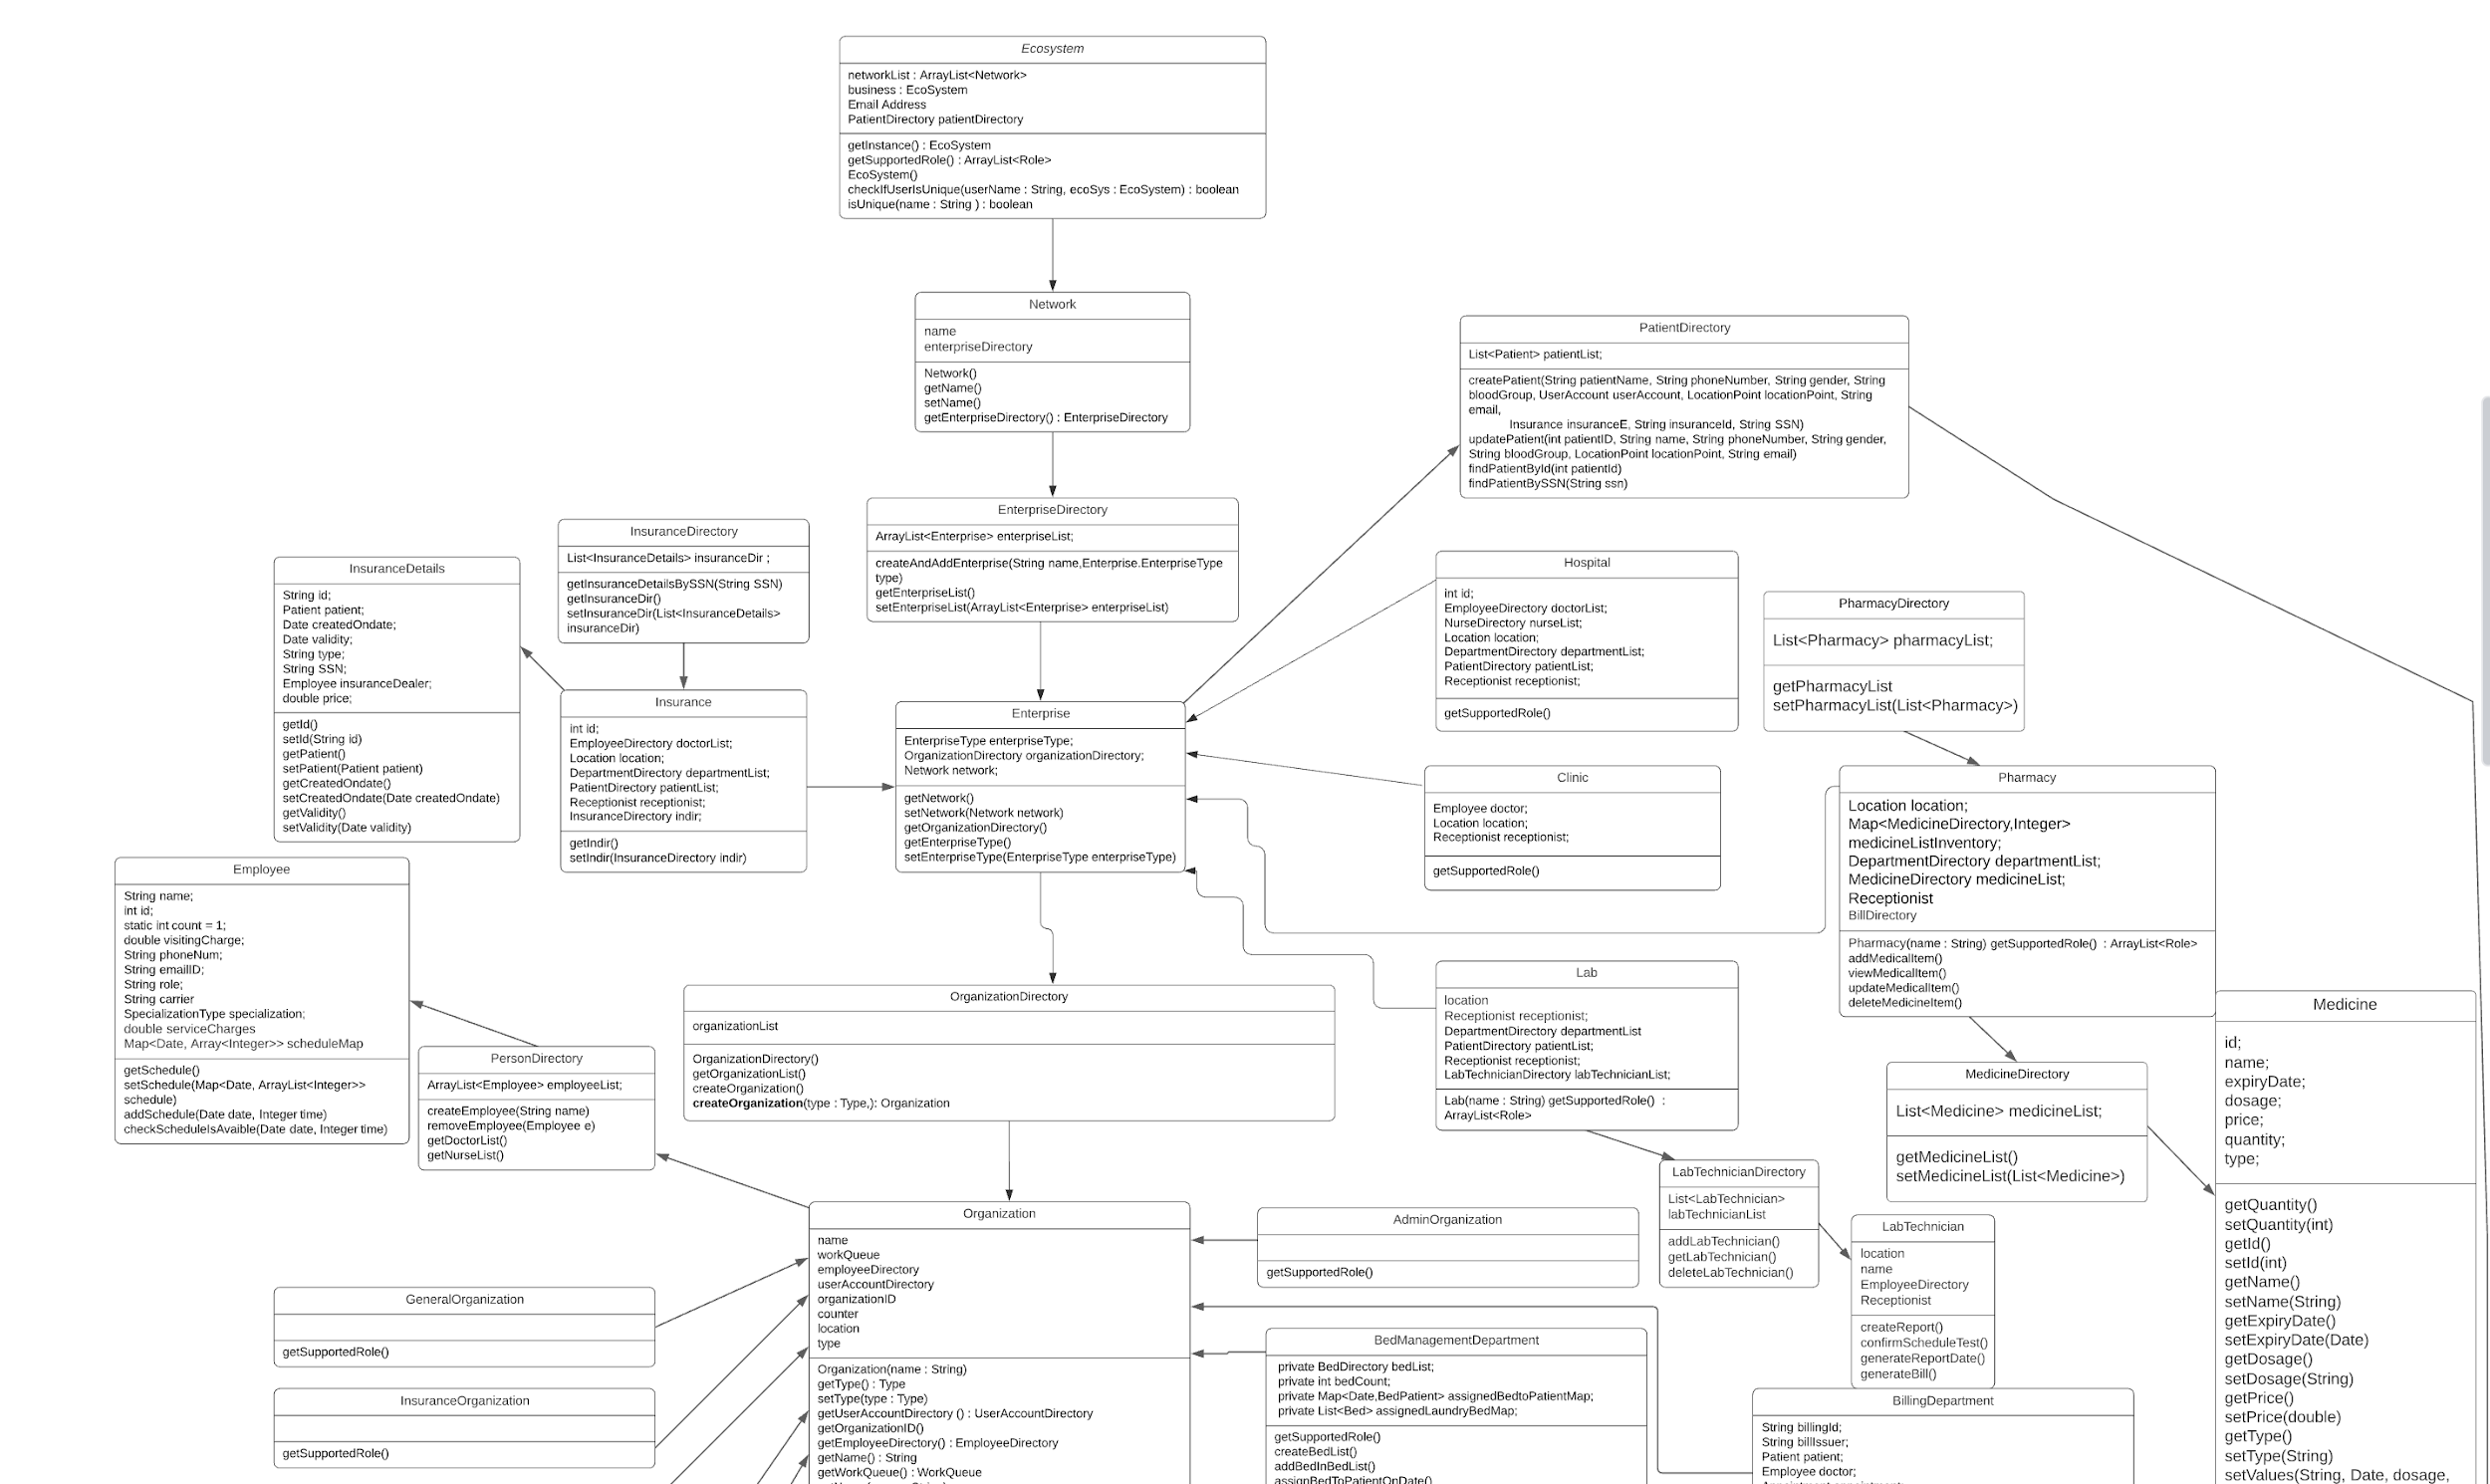 Ecosystem
networkList : ArrayList<Network>
business : EcoSystem
Email Address
PatientDirectory patientDirectory
getInstance() : EcoSystem
getSupportedRole() : ArrayList<Role>
EcoSystem()
checkIfUserIsUnique(userName : String, ecoSys : EcoSystem) : boolean
isUnique(name : String ) : boolean
Network
name
enterpriseDirectory
Network()
getName()
setName()
getEnterpriseDirectory() : EnterpriseDirectory
PatientDirectory
List<Patient> patientList;
createPatient(String patientName, String phoneNumber, String gender, String
bloodGroup, UserAccount userAccount, LocationPoint locationPoint, String
email,
Insurance insuranceE, String insuranceId, String SSN)
updatePatient(int patientID, String name, String phoneNumber, String gender,
String bloodGroup, LocationPoint locationPoint, String email)
findPatientById(int patientId)
findPatientBySSN(String ssn)
EnterpriseDirectory
ArrayList<Enterprise> enterpriseList;
createAndAddEnterprise(String name,Enterprise.EnterpriseType
type)
getEnterpriseList()
setEnterpriseList(ArrayList<Enterprise> enterpriseList)
InsuranceDirectory
List<InsuranceDetails> insuranceDir ;
getInsuranceDetailsBySSN(String SSN)
getInsuranceDir()
setInsuranceDir(List<InsuranceDetails>
insuranceDir)
InsuranceDetails
String id;
Patient patient;
Date createdOndate;
Date validity;
String type;
String SSN;
Employee insuranceDealer;
double price;
getId()
setId(String id)
getPatient()
setPatient(Patient patient)
getCreatedOndate()
setCreatedOndate(Date createdOndate)
getValidity()
setValidity(Date validity)
Hospital
int id;
EmployeeDirectory doctorList;
NurseDirectory nurseList;
Location location;
DepartmentDirectory departmentList;
PatientDirectory patientList;
Receptionist receptionist;
getSupportedRole()
PharmacyDirectory
List<Pharmacy> pharmacyList;
getPharmacyList
setPharmacyList(List<Pharmacy>)
Insurance
int id;
EmployeeDirectory doctorList;
Location location;
DepartmentDirectory departmentList;
PatientDirectory patientList;
Receptionist receptionist;
InsuranceDirectory indir;
getIndir()
setIndir(InsuranceDirectory indir)
Enterprise
EnterpriseType enterpriseType;
OrganizationDirectory organizationDirectory;
Network network;
getNetwork()
setNetwork(Network network)
getOrganizationDirectory()
getEnterpriseType()
setEnterpriseType(EnterpriseType enterpriseType)
Clinic
Employee doctor;
Location location;
Receptionist receptionist;
getSupportedRole()
Pharmacy
Location location;
Map<MedicineDirectory,Integer>
medicineListInventory;
DepartmentDirectory departmentList;
MedicineDirectory medicineList;
Receptionist
BillDirectory
Pharmacy(name : String) getSupportedRole()  : ArrayList<Role>
addMedicalItem()
viewMedicalItem()
updateMedicalItem()
deleteMedicineItem()
Employee
String name;
int id;
static int count = 1;
double visitingCharge;
String phoneNum;
String emailID;
String role;
String carrier
SpecializationType specialization;
double serviceCharges
Map<Date, Array<Integer>> scheduleMap
getSchedule()
setSchedule(Map<Date, ArrayList<Integer>>
schedule)
addSchedule(Date date, Integer time)
checkScheduleIsAvaible(Date date, Integer time)
PersonDirectory
ArrayList<Employee> employeeList;
createEmployee(String name)
removeEmployee(Employee e)
getDoctorList()
getNurseList()
OrganizationDirectory
organizationList
OrganizationDirectory()
getOrganizationList()
createOrganization()
createOrganization(type : Type,): Organization
Lab
location
Receptionist receptionist;
DepartmentDirectory departmentList
PatientDirectory patientList;
Receptionist receptionist;
LabTechnicianDirectory labTechnicianList;
Lab(name : String) getSupportedRole()  :
ArrayList<Role>
MedicineDirectory
List<Medicine> medicineList;
getMedicineList()
setMedicineList(List<Medicine>)
Medicine
id;
name;
expiryDate;
dosage;
price;
quantity;
type;
getQuantity()
setQuantity(int)
getId()
setId(int)
getName()
setName(String)
getExpiryDate()
setExpiryDate(Date)
getDosage()
setDosage(String)
getPrice()
setPrice(double)
getType()
setType(String)
setValues(String, Date, dosage,
LabTechnicianDirectory
List<LabTechnician>
labTechnicianList
addLabTechnician()
getLabTechnician()
deleteLabTechnician()
LabTechnician
location
name
EmployeeDirectory
Receptionist
createReport()
confirmScheduleTest()
generateReportDate()
generateBill()
Organization
name
workQueue
employeeDirectory
userAccountDirectory
organizationID
counter
location
type
Organization(name : String)
getType() : Type
setType(type : Type)
getUserAccountDirectory () : UserAccountDirectory
getOrganizationID()
getEmployeeDirectory() : EmployeeDirectory
getName() : String
getWorkQueue() : WorkQueue
AdminOrganization
getSupportedRole()
GeneralOrganization
getSupportedRole()
InsuranceOrganization
getSupportedRole()
BedManagementDepartment
private BedDirectory bedList;
private int bedCount;
private Map<Date,BedPatient> assignedBedtoPatientMap;
private List<Bed> assignedLaundryBedMap;
getSupportedRole()
createBedList()
addBedInBedList()
assignBedToPatientOnDate()
BillingDepartment
String billingId;
String billIssuer;
Patient patient;
Employee doctor;